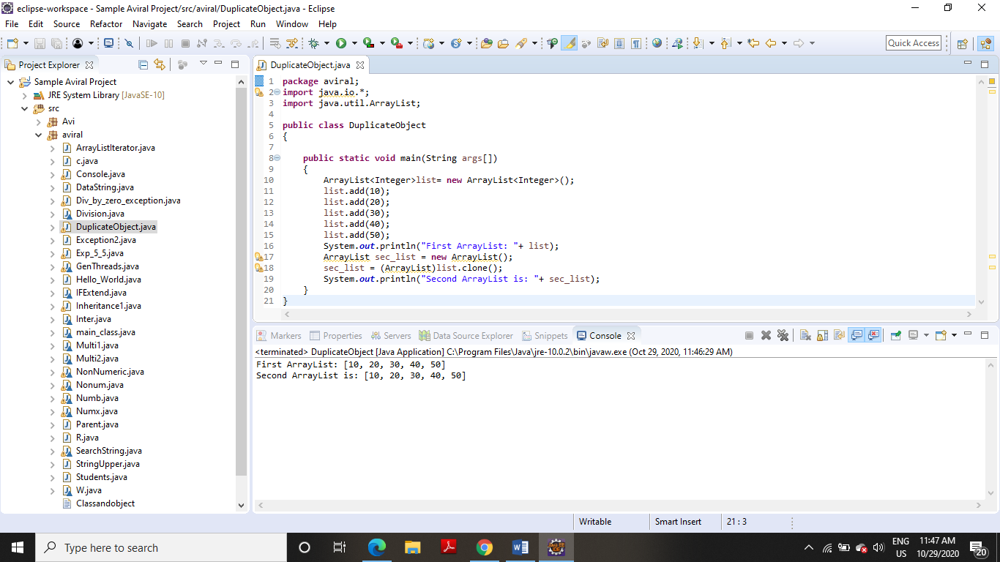 eclipse-workspace - Sample Aviral Project/src/aviral/DuplicateObject.java - Eclipse
File Edit Source Refactor Navigate Search Project Run Window Help
Quick Access
Project Explorer
Sample Aviral Project
JRE System Library [JavaSE-10]
src
Avi
aviral
ArrayListIterator.java
c.java
Console.java
DataString.java
Div_by_zero_exception.java
Division.java
DuplicateObject.java
Exception2.java
Exp_5_5.java
GenThreads.java
Hello_World.java
IFExtend.java
Inheritance1.java
Inter.java
main_class.java
Multi1.java
Multi2.java
NonNumeric.java
Nonum.java
Numb.java
Numx.java
Parent.java
R.java
SearchString.java
StringUpper.java
Students.java
W.java
Classandobject
DuplicateObject.java
1 package aviral;
2 import java.io.*;
3 import java.util.ArrayList;
4
5 public class DuplicateObject
6 {
7
8     public static void main(String args[])
9     {
10         ArrayList<Integer>list= new ArrayList<Integer>();
11         list.add(10);
12         list.add(20);
13         list.add(30);
14         list.add(40);
15         list.add(50);
16         System.out.println("First ArrayList: "+ list);
17         ArrayList sec_list = new ArrayList();
18         sec_list = (ArrayList)list.clone();
19         System.out.println("Second ArrayList is: "+ sec_list);
20     }
21 }
Markers Properties Servers Data Source Explorer Snippets Console
<terminated> DuplicateObject [Java Application] C:\Program Files\Java\jre-10.0.2\bin\javaw.exe (Oct 29, 2020, 11:46:29 AM)
First ArrayList: [10, 20, 30, 40, 50]
Second ArrayList is: [10, 20, 30, 40, 50]
Writable Smart Insert 21 : 3
Type here to search
ENG
US
11:47 AM
10/29/2020
20